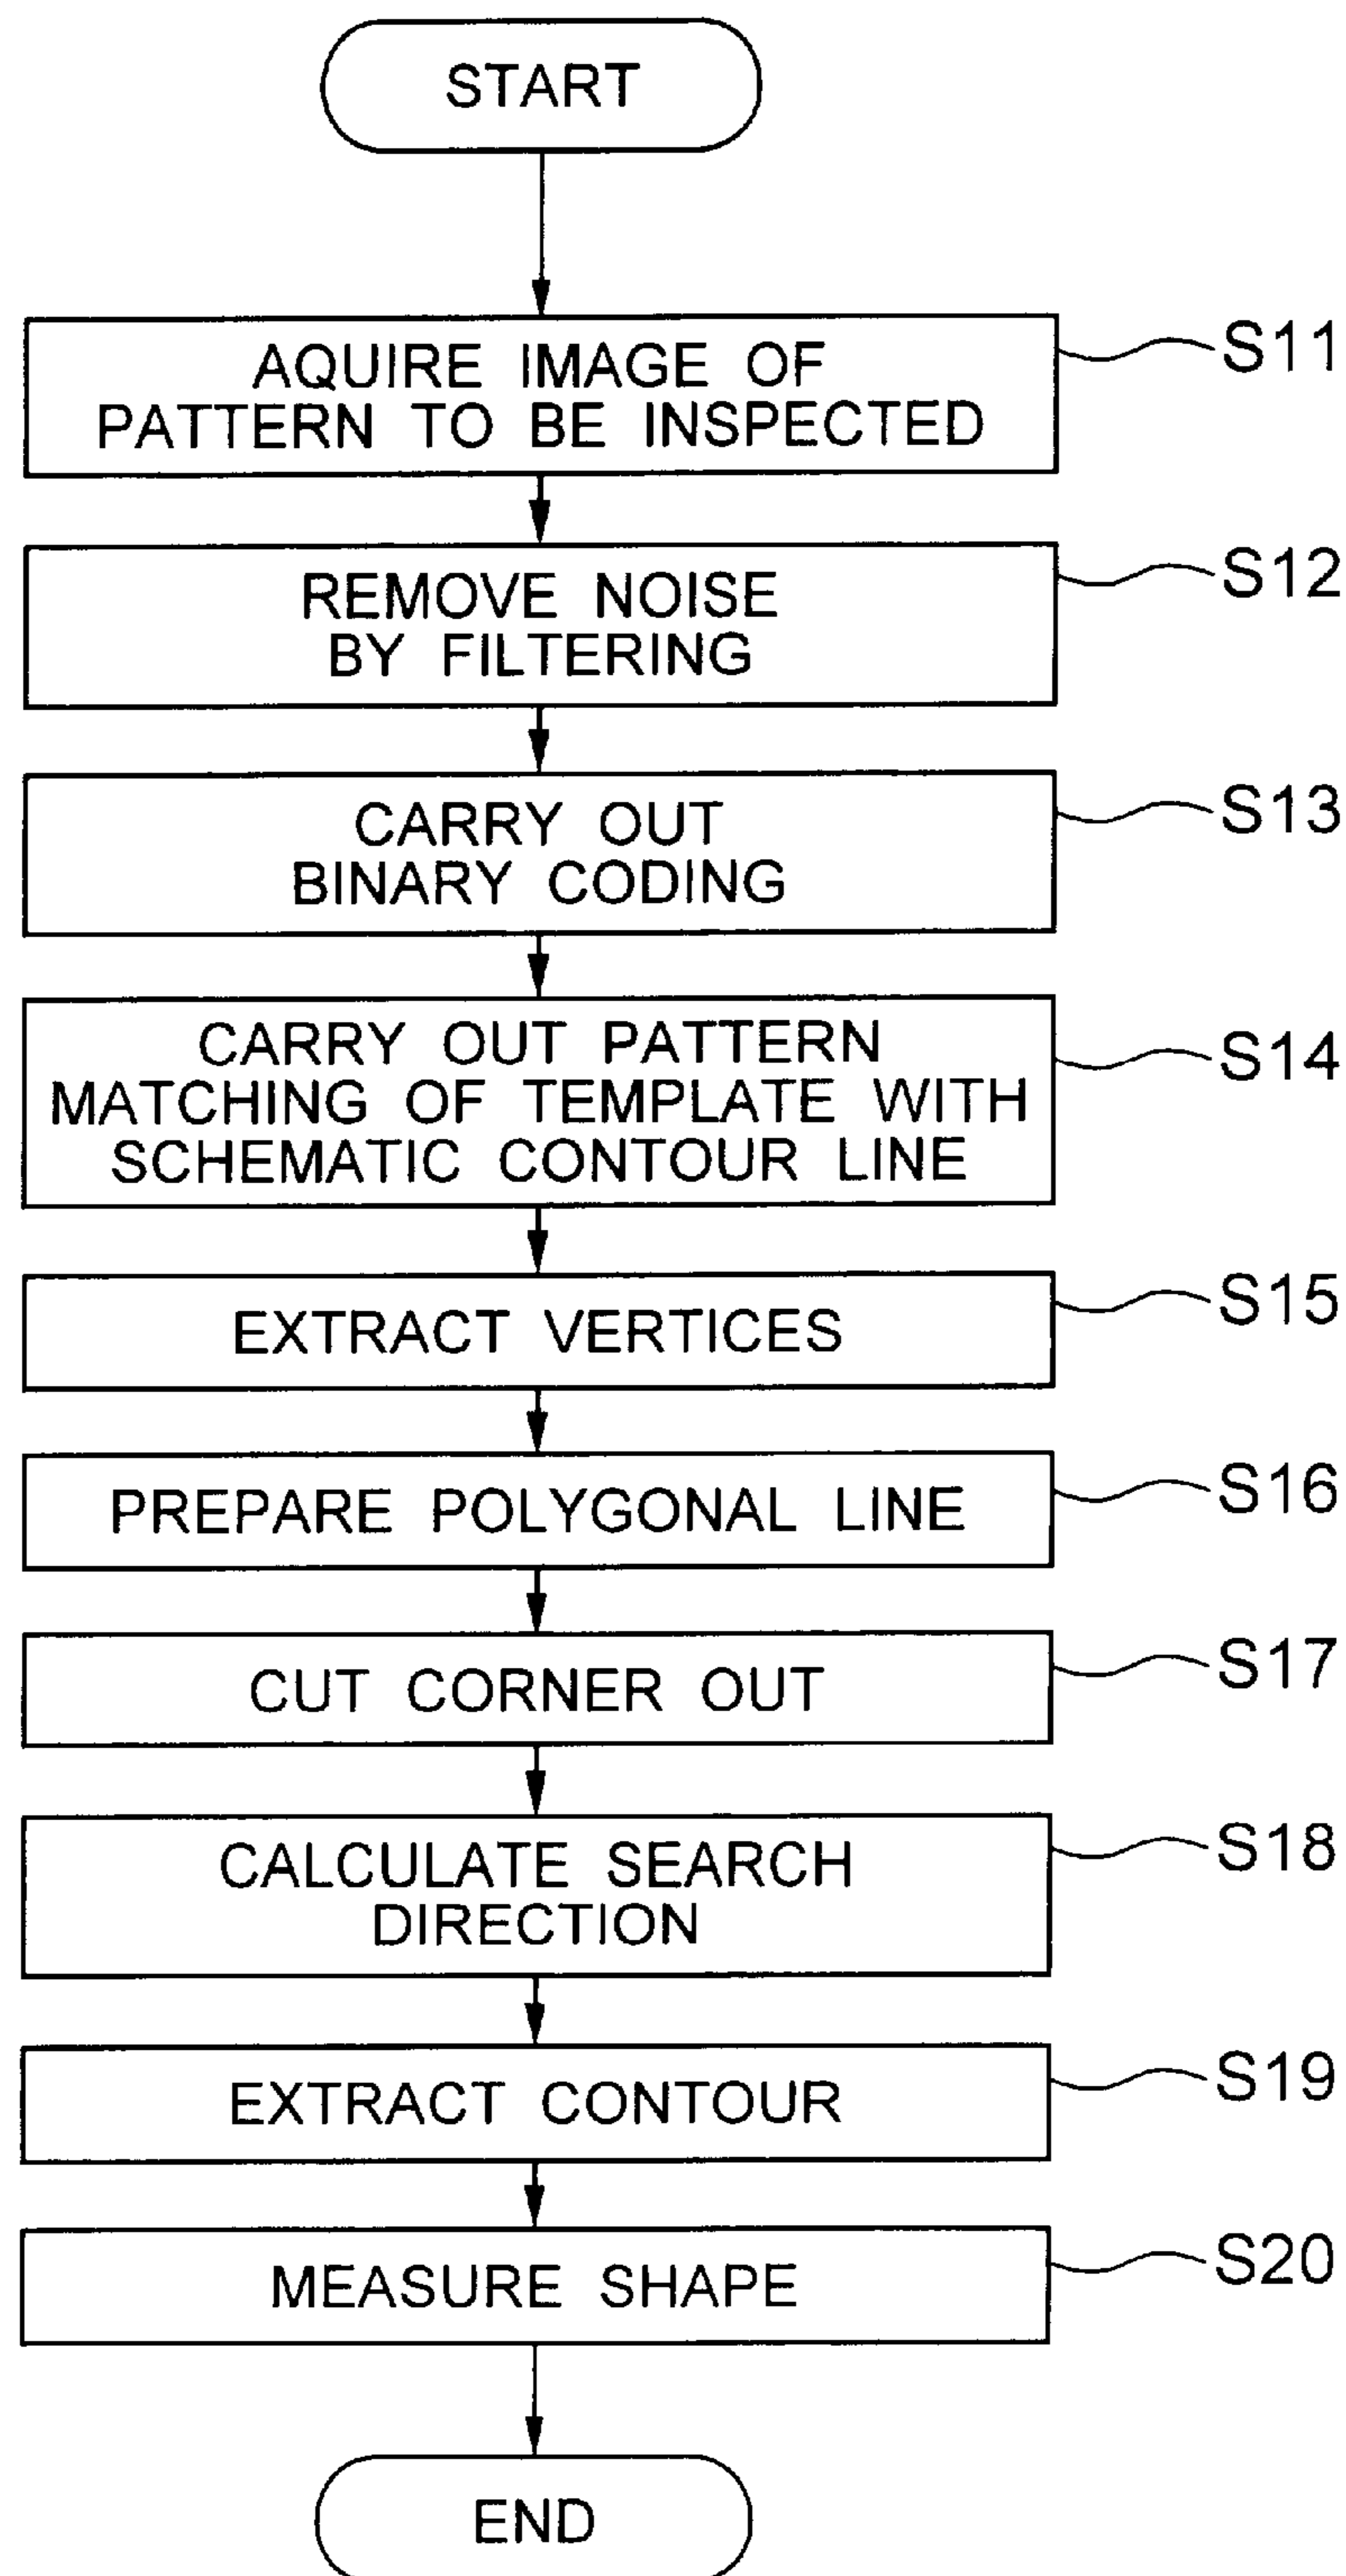 START
AQUIRE IMAGE OF
PATTERN TO BE INSPECTED
S11
REMOVE NOISE
BY FILTERING
S12
CARRY OUT
BINARY CODING
S13
CARRY OUT PATTERN
MATCHING OF TEMPLATE WITH
SCHEMATIC CONTOUR LINE
S14
EXTRACT VERTICES
S15
PREPARE POLYGONAL LINE
S16
CUT CORNER OUT
S17
CALCULATE SEARCH
DIRECTION
S18
EXTRACT CONTOUR
S19
MEASURE SHAPE
S20
END